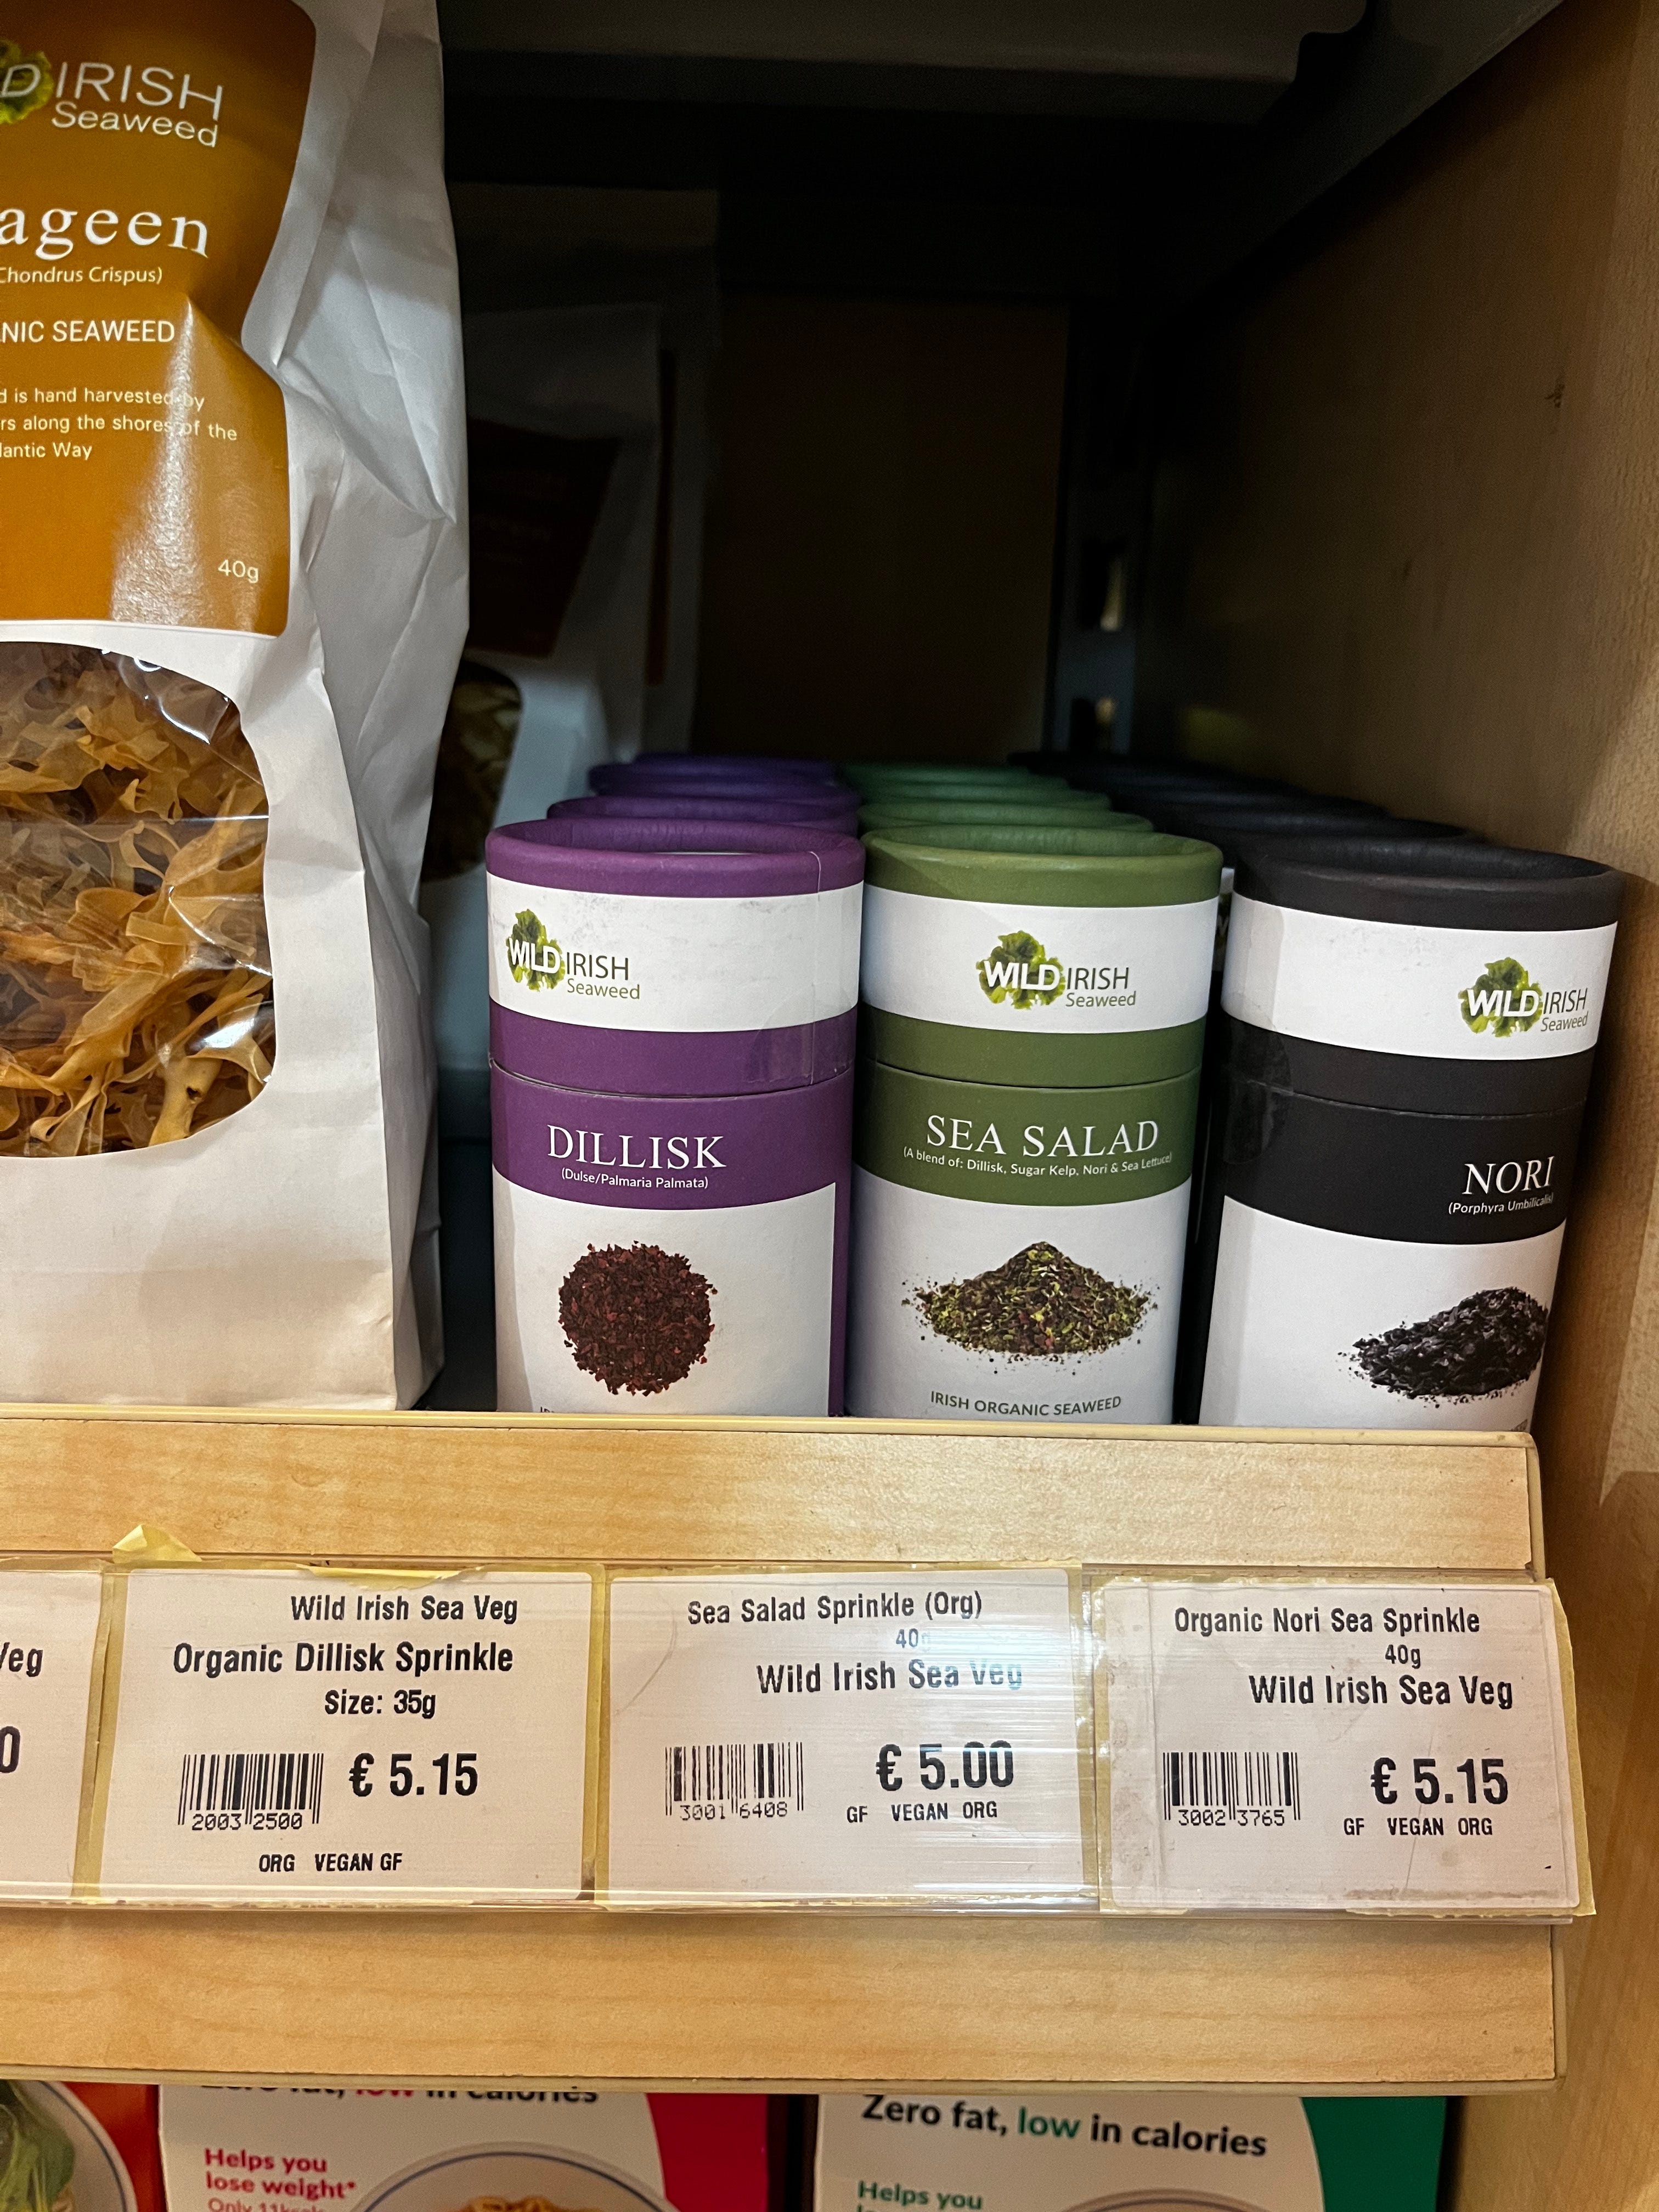 D IRISH
Seaweed
ageen
Chondrus Crispus)
NIC SEAWEED
d is hand harvested by
rs along the shores of the
lantic Way
40g
WILD IRISH
Seaweed
DILLISK
(Dulse/Palmaria Palmata)
WILD IRISH
Seaweed
SEA SALAD
(A blend of: Dillisk, Sugar Kelp, Nori & Sea Lettuce)
IRISH ORGANIC SEAWEED
WILD IRISH
Seaweed
NORI
(Porphyra Umbilicalis)
Veg
0
Wild Irish Sea Veg
Organic Dillisk Sprinkle
Size: 35g
€ 5.15
2003 2500
ORG VEGAN GF
Sea Salad Sprinkle (Org)
40g
Wild Irish Sea Veg
€ 5.00
3001 6408
GF VEGAN ORG
Organic Nori Sea Sprinkle
40g
Wild Irish Sea Veg
€ 5.15
3002 3765
GF VEGAN ORG
Zero fat, low in calories
Helps you
lose weight*
Only 11kcals
Zero fat, low in calories
Helps you